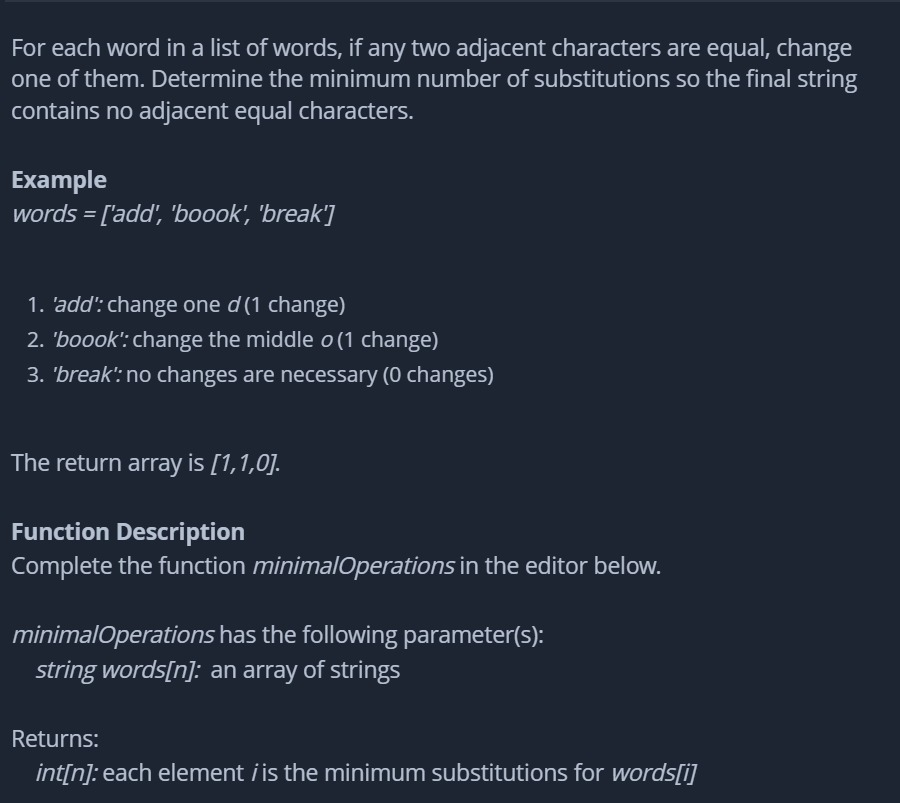 For each word in a list of words, if any two adjacent characters are equal, change
one of them. Determine the minimum number of substitutions so the final string
contains no adjacent equal characters.
Example
words = ['add', 'boook', 'break']
1. 'add': change one d (1 change)
2. 'boook': change the middle o (1 change)
3. 'break': no changes are necessary (0 changes)
The return array is [1,1,0].
Function Description
Complete the function minimalOperations in the editor below.
minimalOperations has the following parameter(s):
string words[n]: an array of strings
Returns:
int[n]: each element i is the minimum substitutions for words[i]